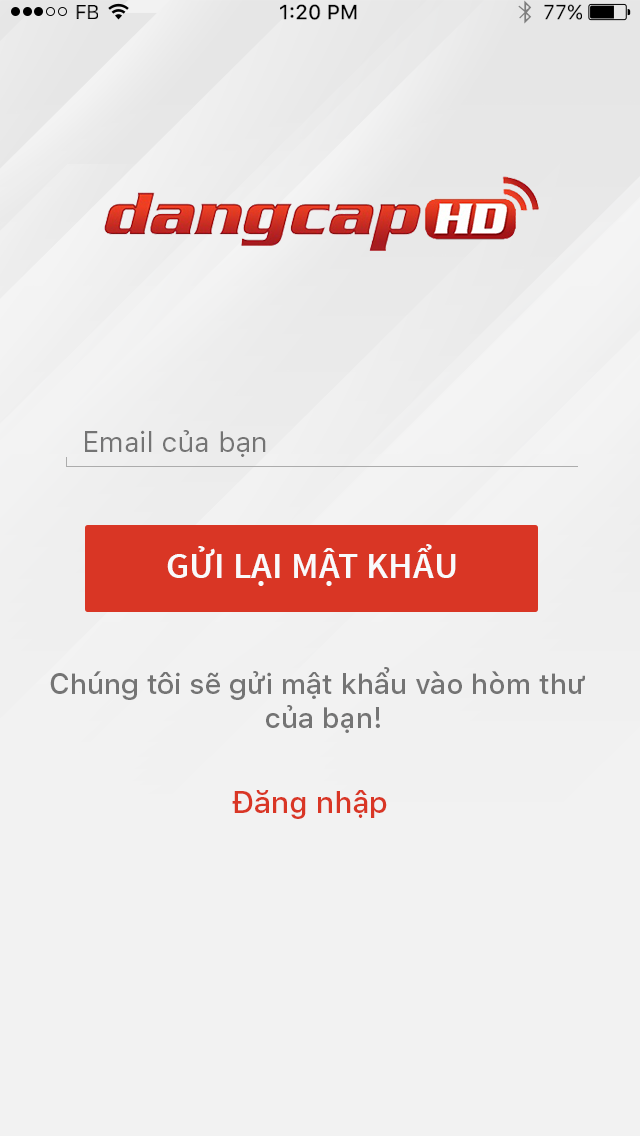 FB 1:20 PM 77%
dangcap HD
Email của bạn
GỬI LẠI MẬT KHẨU
Chúng tôi sẽ gửi mật khẩu vào hòm thư
của bạn!
Đăng nhập